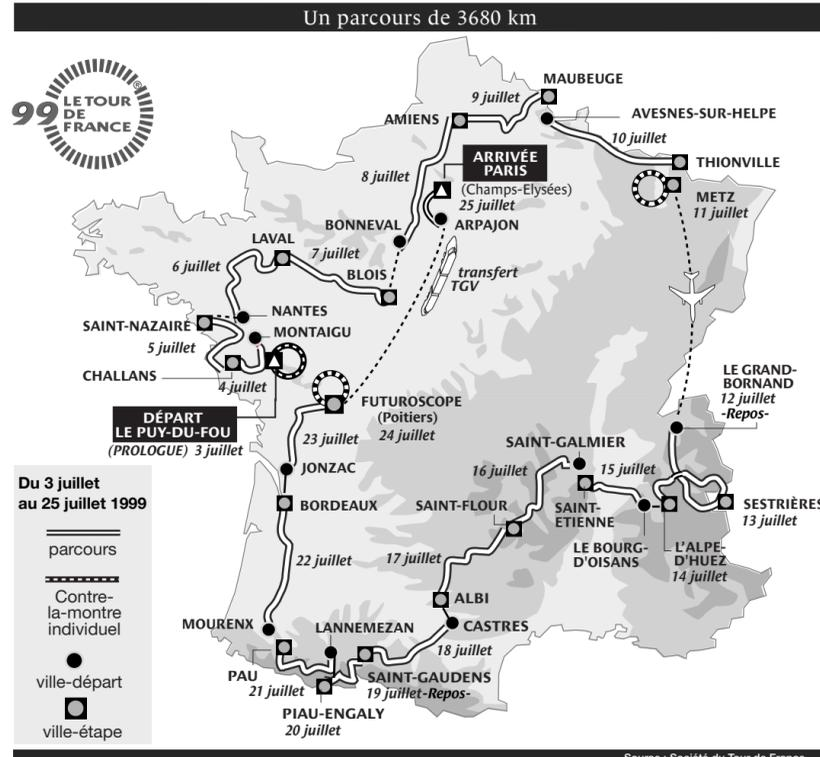 Un parcours de 3680 km
99 LE TOUR
DE
FRANCE
®
MAUBEUGE
9 juillet
AMIENS
AVESNES-SUR-HELPE
10 juillet
THIONVILLE
ARRIVÉE
PARIS
(Champs-Elysées)
25 juillet
8 juillet
METZ
11 juillet
BONNEVAL
ARPAJON
LAVAL
7 juillet
6 juillet
BLOIS
transfert
TGV
NANTES
SAINT-NAZAIRE
MONTAIGU
5 juillet
CHALLANS
4 juillet
LE GRAND-
BORNAND
12 juillet
-Repos-
DÉPART
LE PUY-DU-FOU
(PROLOGUE) 3 juillet
FUTUROSCOPE
(Poitiers)
24 juillet
23 juillet
SAINT-GALMIER
16 juillet
15 juillet
JONZAC
Du 3 juillet
au 25 juillet 1999
BORDEAUX
SAINT-FLOUR
SAINT-
ETIENNE
SESTRIÈRES
13 juillet
parcours
LE BOURG-
D'OISANS
L'ALPE-
D'HUEZ
14 juillet
22 juillet
17 juillet
Contre-
la-montre
individuel
ALBI
MOURENX
LANNEMEZAN
CASTRES
18 juillet
ville-départ
PAU
21 juillet
SAINT-GAUDENS
19 juillet-Repos-
PIAU-ENGALY
20 juillet
ville-étape
Source : Société du Tour de France